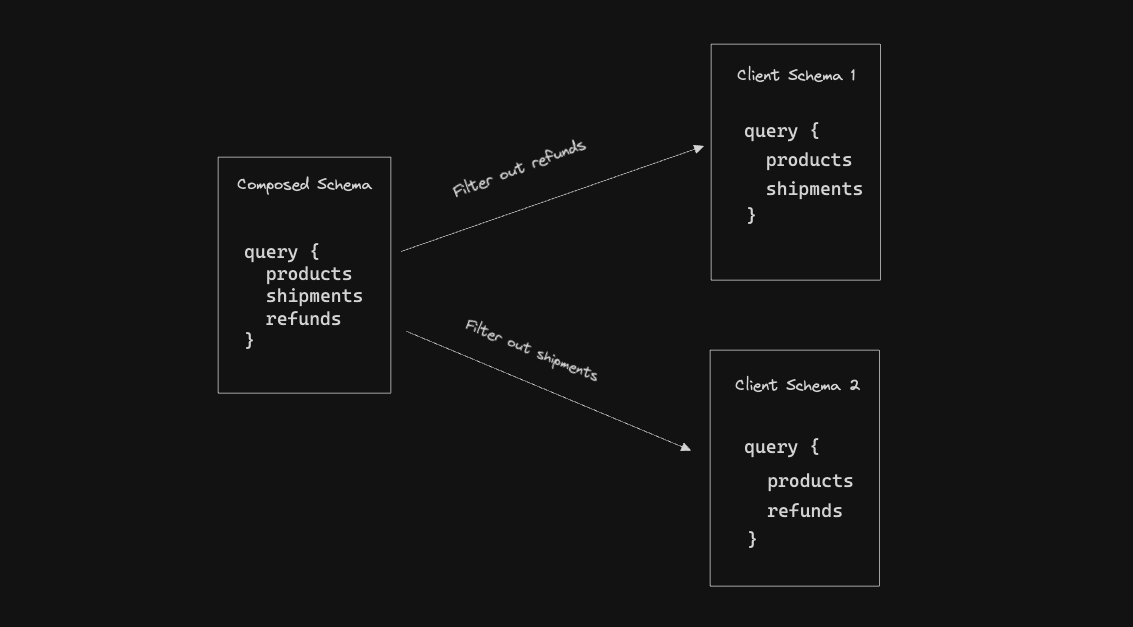 Composed Schema
query {
products
shipments
refunds
}
Filter out refunds
Client Schema 1
query {
products
shipments
}
Filter out shipments
Client Schema 2
query {
products
refunds
}